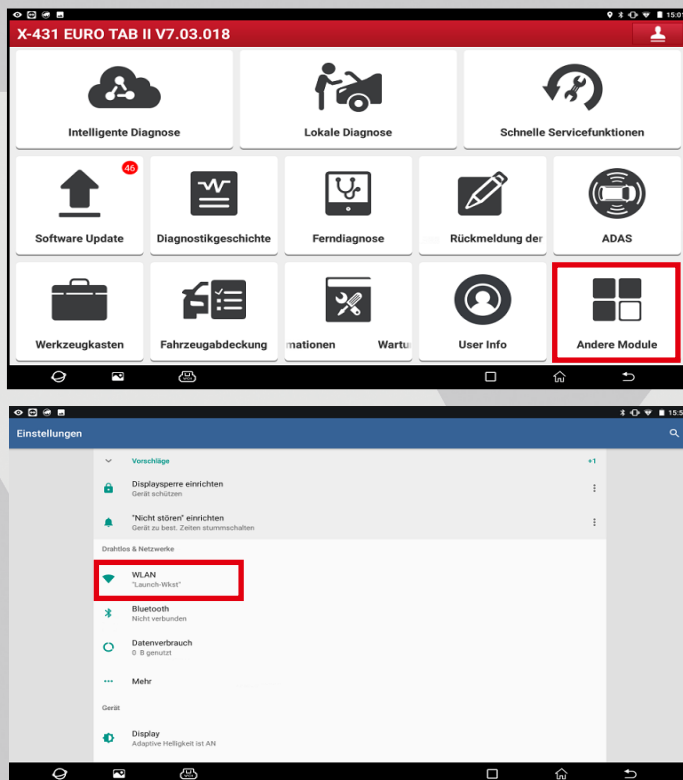 15:01
X-431 EURO TAB II V7.03.018
Intelligente Diagnose
Lokale Diagnose
Schnelle Servicefunktionen
46
Software Update
Diagnostikgeschichte
Ferndiagnose
Rückmeldung der
ADAS
Werkzeugkasten
Fahrzeugabdeckung
mationen Wartu
User Info
Andere Module
Einstellungen
Vorschläge
+1
Displaysperre einrichten
Gerät schützen
"Nicht stören" einrichten
Gerät zu best. Zeiten stummschalten
Drahtlos & Netzwerke
WLAN
"Launch-Wkst"
Bluetooth
Nicht verbunden
Datenverbrauch
0 B genutzt
Mehr
Gerät
Display
Adaptive Helligkeit ist AN